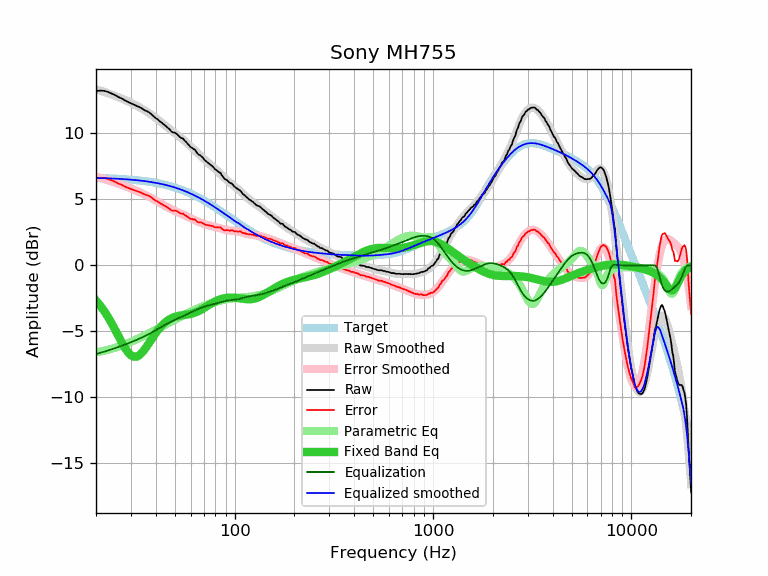 Sony MH755
Amplitude (dBr)
10
5
0
−5
−10
−15
Target
Raw Smoothed
Error Smoothed
Raw
Error
Parametric Eq
Fixed Band Eq
Equalization
Equalized smoothed
100
1000
10000
Frequency (Hz)